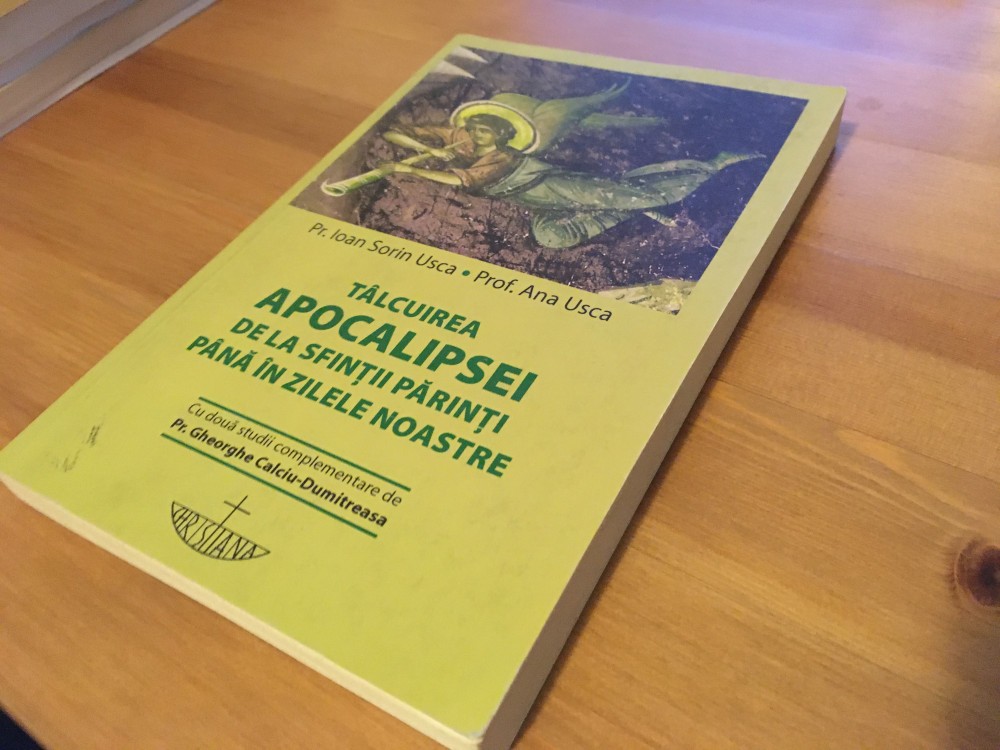 Pr. Ioan Sorin Usca • Prof. Ana Usca
TÂLCUIREA
APOCALIPSEI
DE LA SFINȚII PĂRINȚI
PÂNĂ ÎN ZILELE NOASTRE
Cu două studii complementare de
Pr. Gheorghe Calciu-Dumitreasa
CHRISTIANA